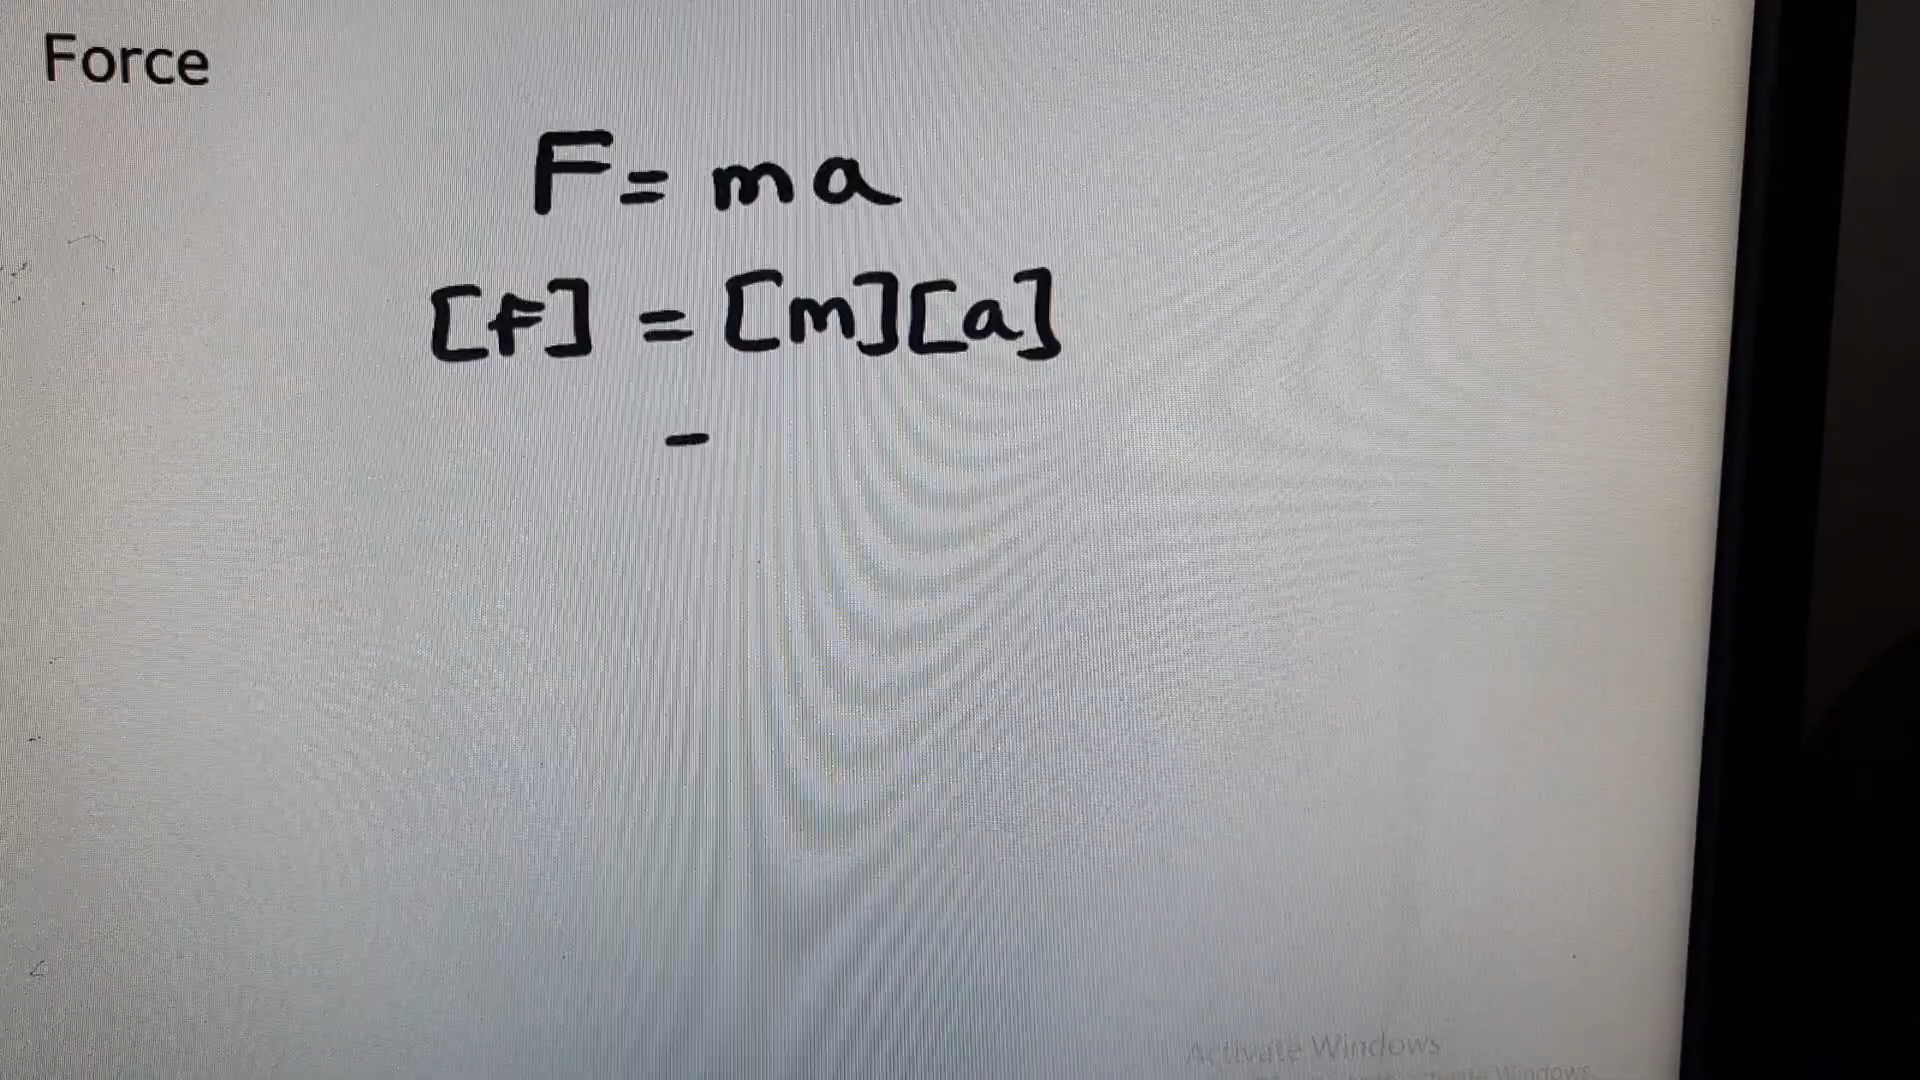 Force
F = ma
[F] = [m][a]
-
Activate Windows